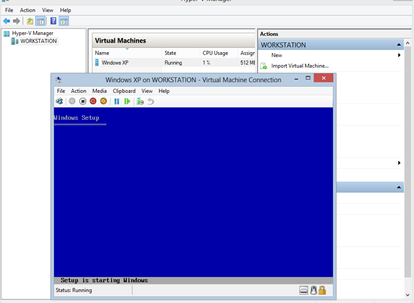 Hyper-V Manager
File Action View Help
Hyper-V Manager
WORKSTATION
Virtual Machines
Name State CPU Usage Assign
Windows XP Running 1 % 512 MB
Actions
WORKSTATION
New
Import Virtual Machine...
Windows XP on WORKSTATION - Virtual Machine Connection
File Action Media Clipboard View Help
Windows Setup
Setup is starting Windows
Status: Running